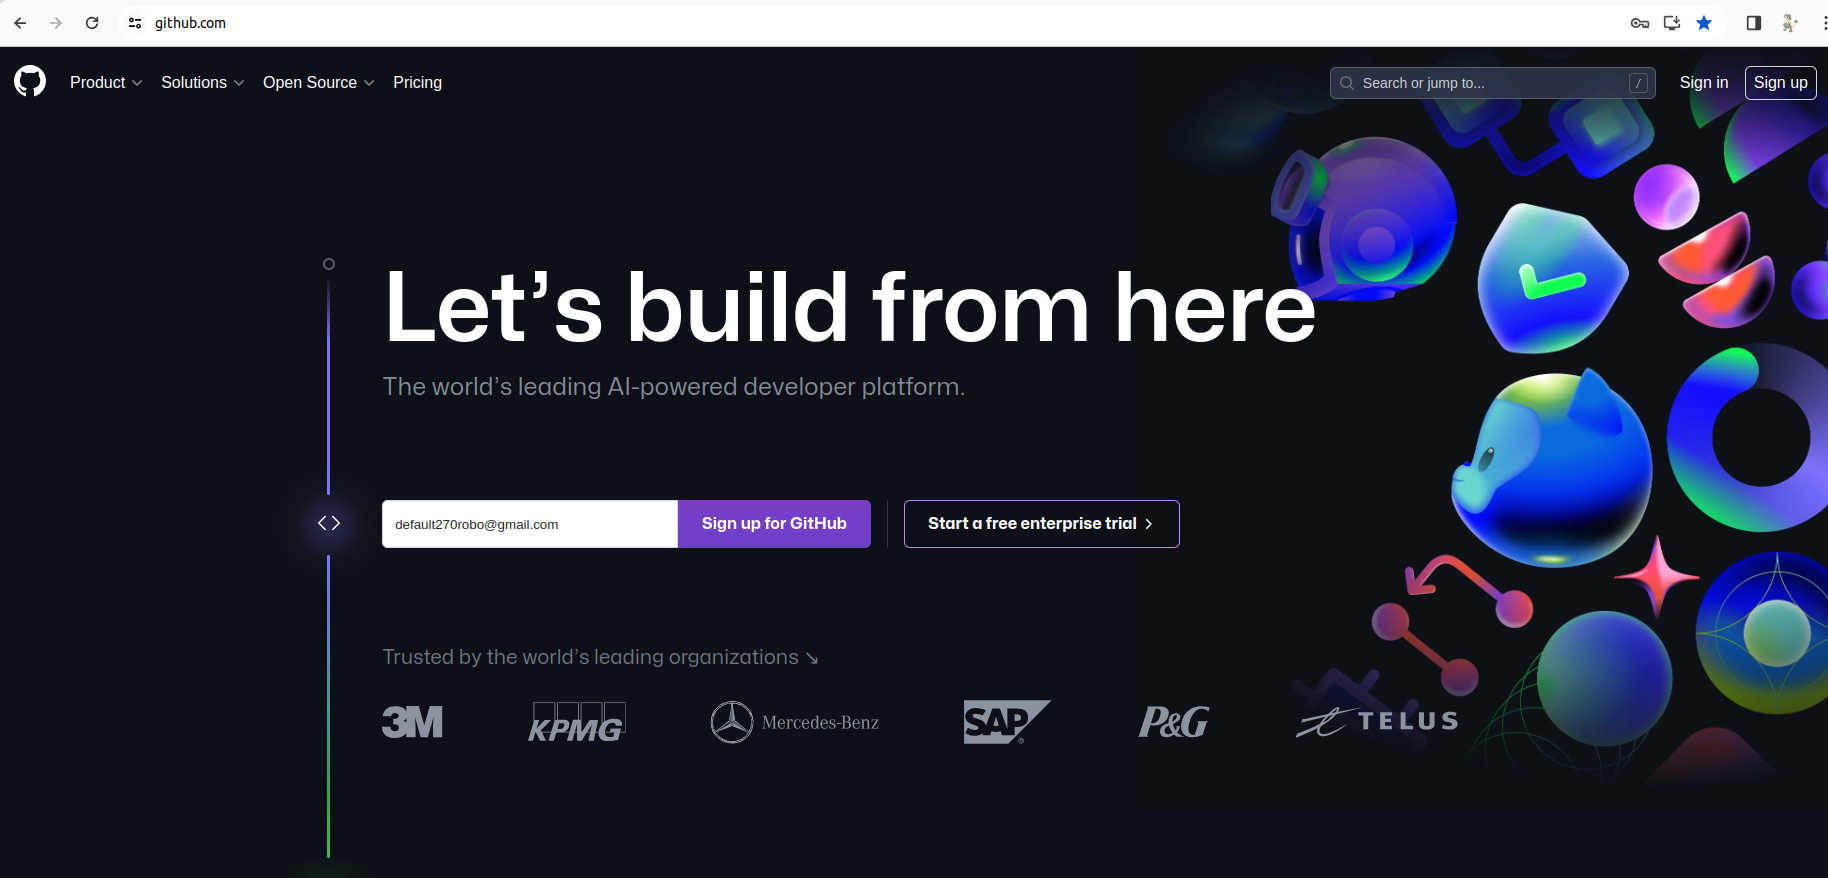 github.com
Product Solutions Open Source Pricing Search or jump to... / Sign in Sign up
Let’s build from here
The world’s leading AI-powered developer platform.
default270robo@gmail.com Sign up for GitHub Start a free enterprise trial
Trusted by the world’s leading organizations ↘
3M KPMG Mercedes-Benz SAP® P&G TELUS